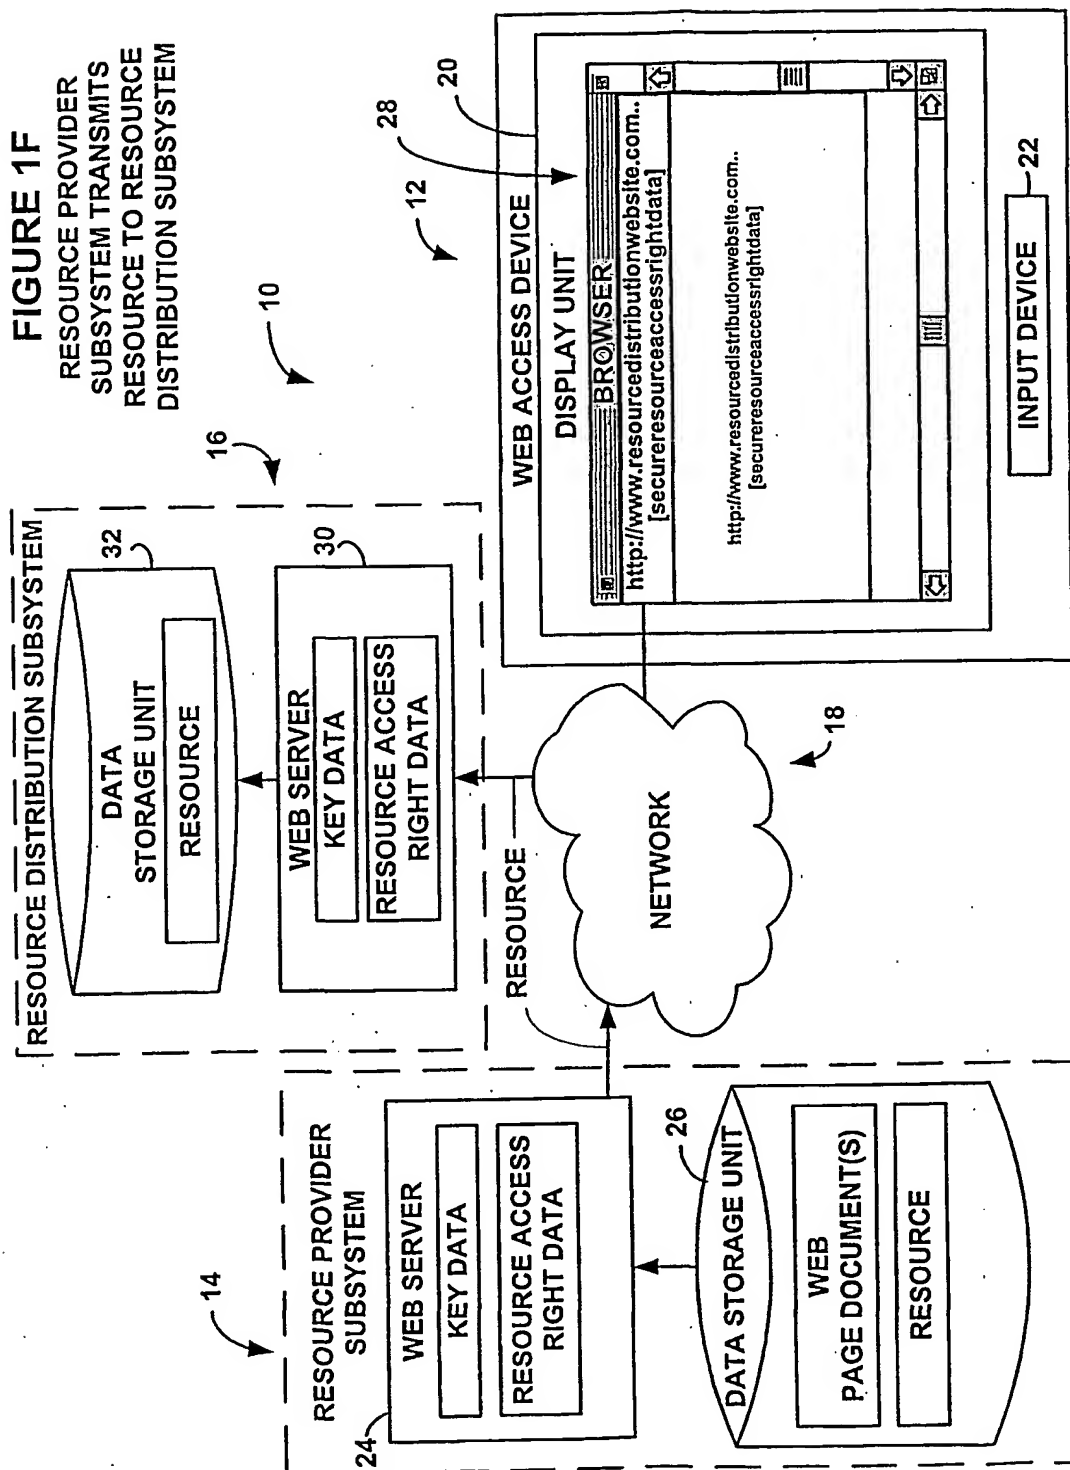 FIGURE 1F
RESOURCE PROVIDER
SUBSYSTEM TRANSMITS
RESOURCE TO RESOURCE
DISTRIBUTION SUBSYSTEM
10
12
14
RESOURCE PROVIDER
SUBSYSTEM
24
WEB SERVER
KEY DATA
RESOURCE ACCESS
RIGHT DATA
DATA STORAGE UNIT
26
WEB
PAGE DOCUMENT(S)
RESOURCE
RESOURCE
RESOURCE DISTRIBUTION SUBSYSTEM
16
32
DATA
STORAGE UNIT
RESOURCE
30
WEB SERVER
KEY DATA
RESOURCE ACCESS
RIGHT DATA
NETWORK
18
WEB ACCESS DEVICE
20
DISPLAY UNIT
28
BROWSER
http://www.resourcedistributionwebsite.com..
[secureresourceaccessrightdata]
http://www.resourcedistributionwebsite.com..
[secureresourceaccessrightdata]
INPUT DEVICE
22